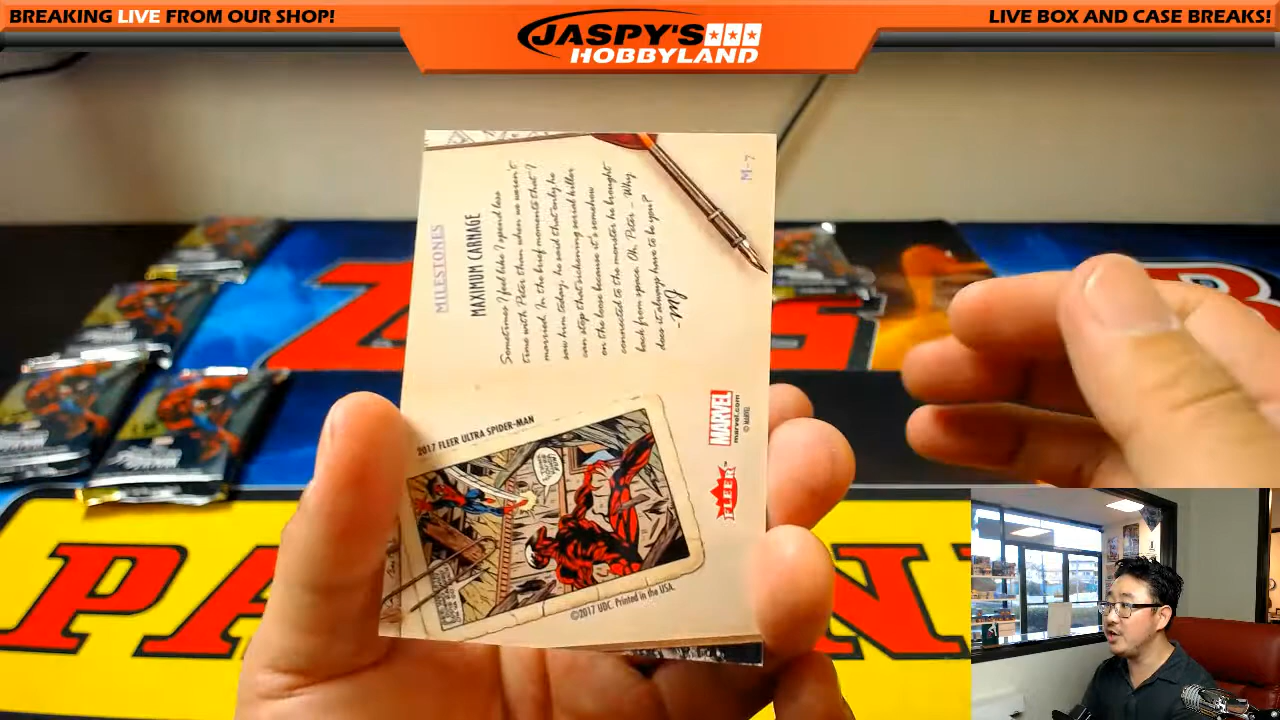 BREAKING LIVE FROM OUR SHOP!
JASPY'S
HOBBYLAND
LIVE BOX AND CASE BREAKS!
MILESTONES
MAXIMUM CARNAGE
Sometimes I feel like I spend less
time with Peter than when we weren't
married. In the brief moments that I
saw him today, he said that only he
can stop that sickening serial killer
on the loose because it's somehow
connected to the monster he brought
back from space. Oh, Peter - Why
does it always have to be you?
-MJ
M-7
2017 FLEER ULTRA SPIDER-MAN
©2017 UDC. Printed in the USA.
FLEER
MARVEL
marvel.com
© MARVEL
PA
N